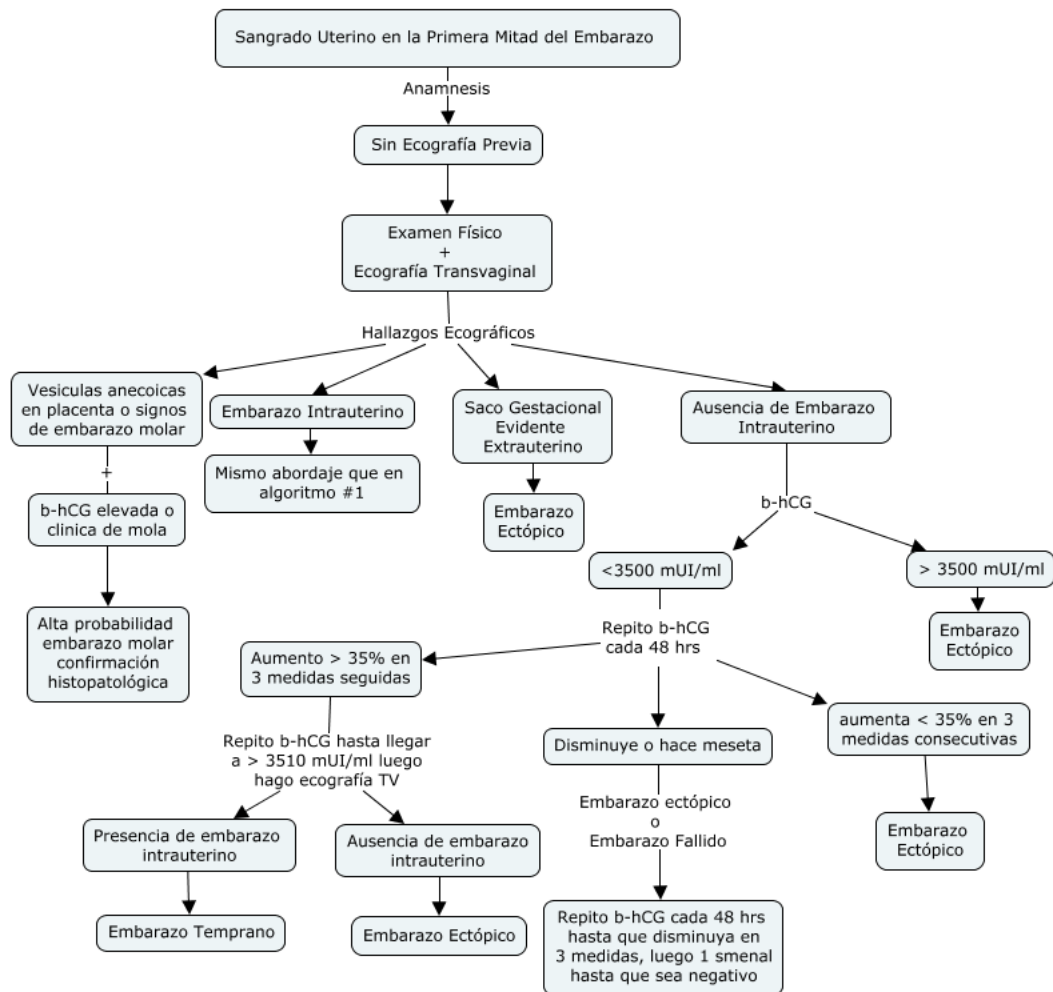 Sangrado Uterino en la Primera Mitad del Embarazo
Anamnesis
Sin Ecografía Previa
Examen Físico
+
Ecografía Transvaginal
Hallazgos Ecográficos
Vesiculas anecoicas
en placenta o signos
de embarazo molar
+
b-hCG elevada o
clinica de mola
Alta probabilidad
embarazo molar
confirmación
histopatológica
Embarazo Intrauterino
Mismo abordaje que en
algoritmo #1
Saco Gestacional
Evidente
Extrauterino
Embarazo
Ectópico
Ausencia de Embarazo
Intrauterino
b-hCG
<3500 mUI/ml
> 3500 mUI/ml
Embarazo
Ectópico
Repito b-hCG
cada 48 hrs
Aumento > 35% en
3 medidas seguidas
Repito b-hCG hasta llegar
a > 3510 mUI/ml luego
hago ecografía TV
Presencia de embarazo
intrauterino
Embarazo Temprano
Ausencia de embarazo
intrauterino
Embarazo Ectópico
Disminuye o hace meseta
Embarazo ectópico
o
Embarazo Fallido
Repito b-hCG cada 48 hrs
hasta que disminuya en
3 medidas, luego 1 smenal
hasta que sea negativo
aumenta < 35% en 3
medidas consecutivas
Embarazo
Ectópico